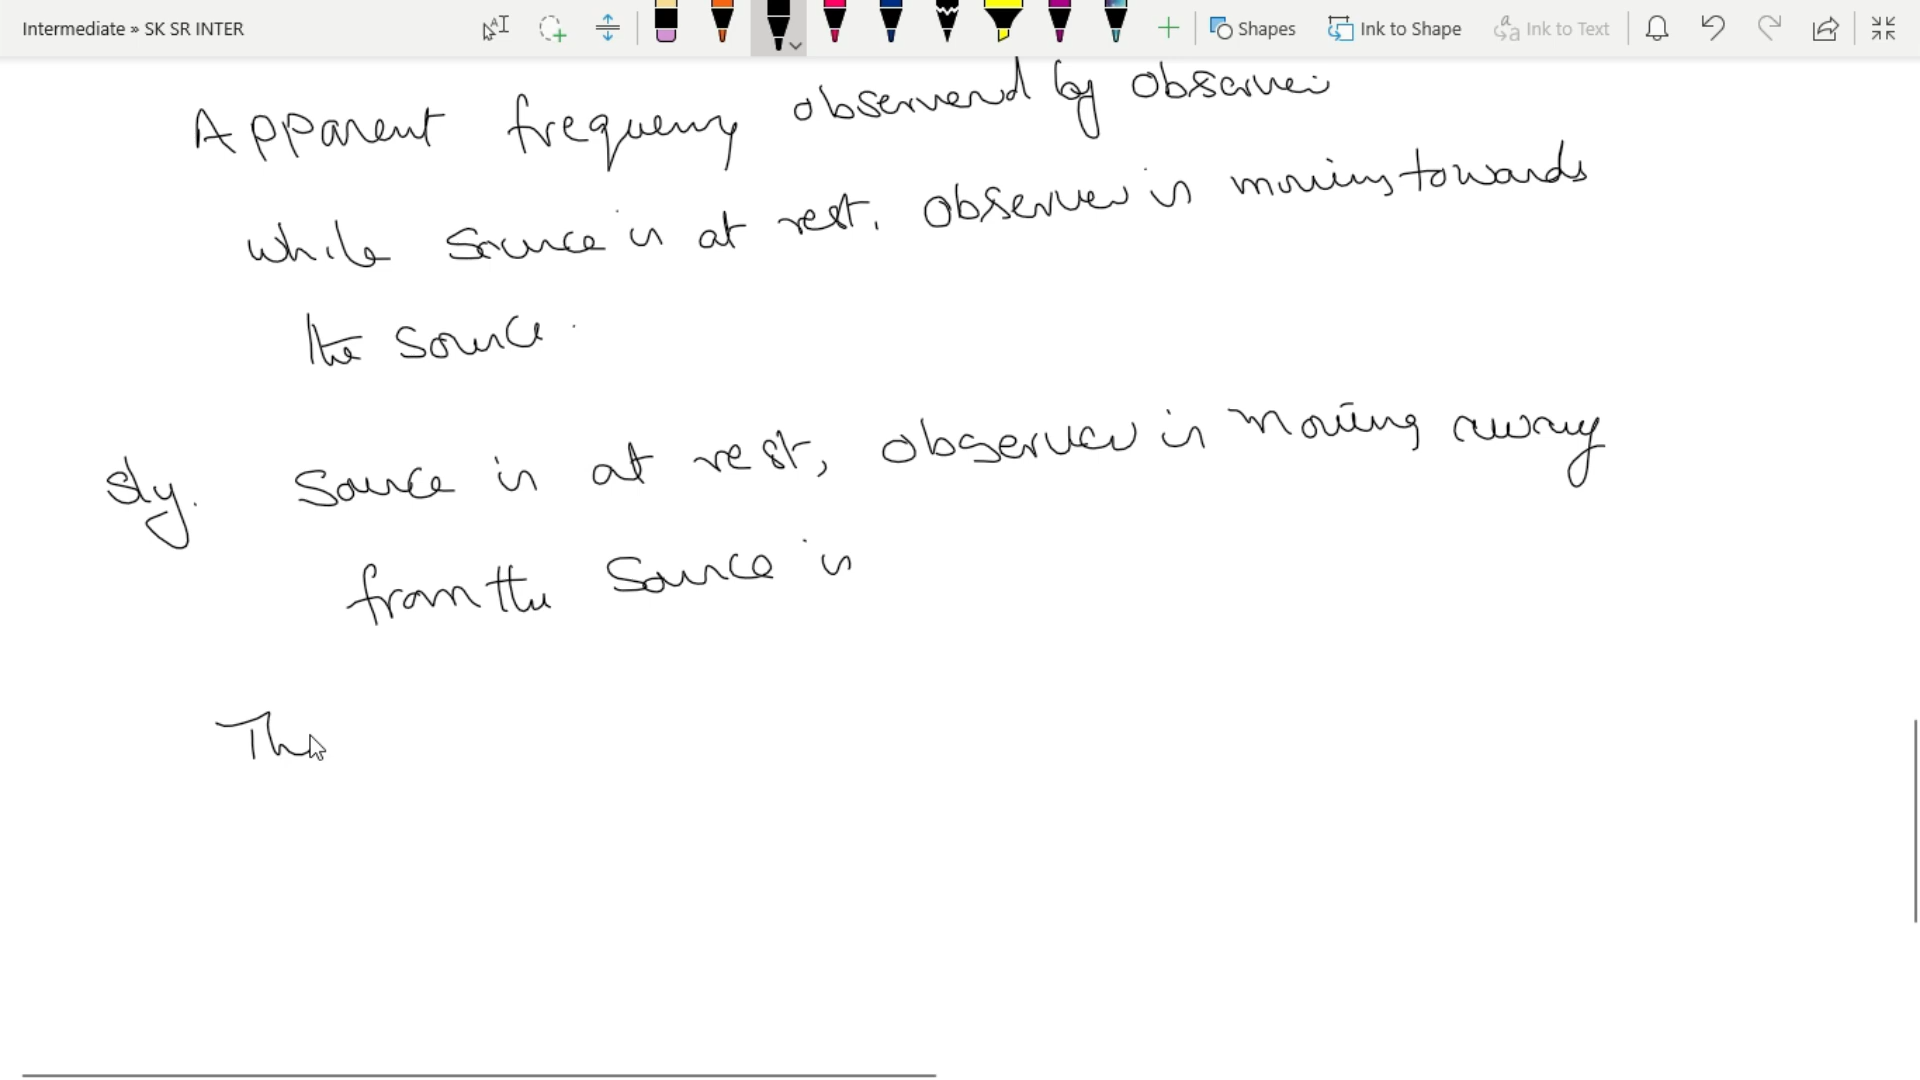 Intermediate » SK SR INTER Shapes Ink to Shape Ink to Text
Apparent frequency observerd by observer
while source is at rest, observer is moving towards
the source.
sly. Source is at rest, observer is moving away
from the source is
The